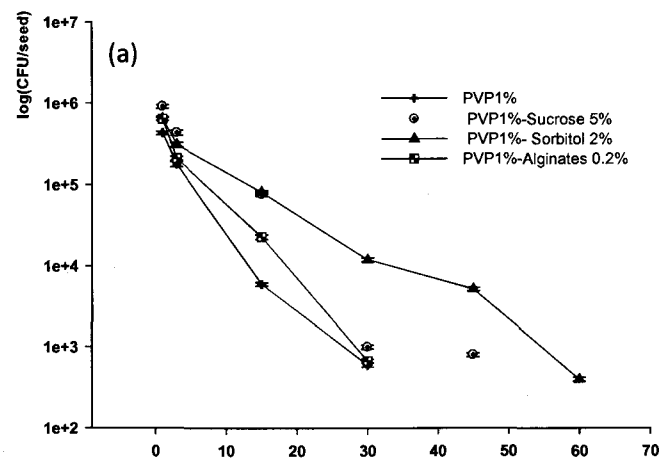 (a)
log(CFU/seed)
1e+7
1e+6
1e+5
1e+4
1e+3
1e+2
PVP1%
PVP1%-Sucrose 5%
PVP1%- Sorbitol 2%
PVP1%-Alginates 0.2%
0 10 20 30 40 50 60 70